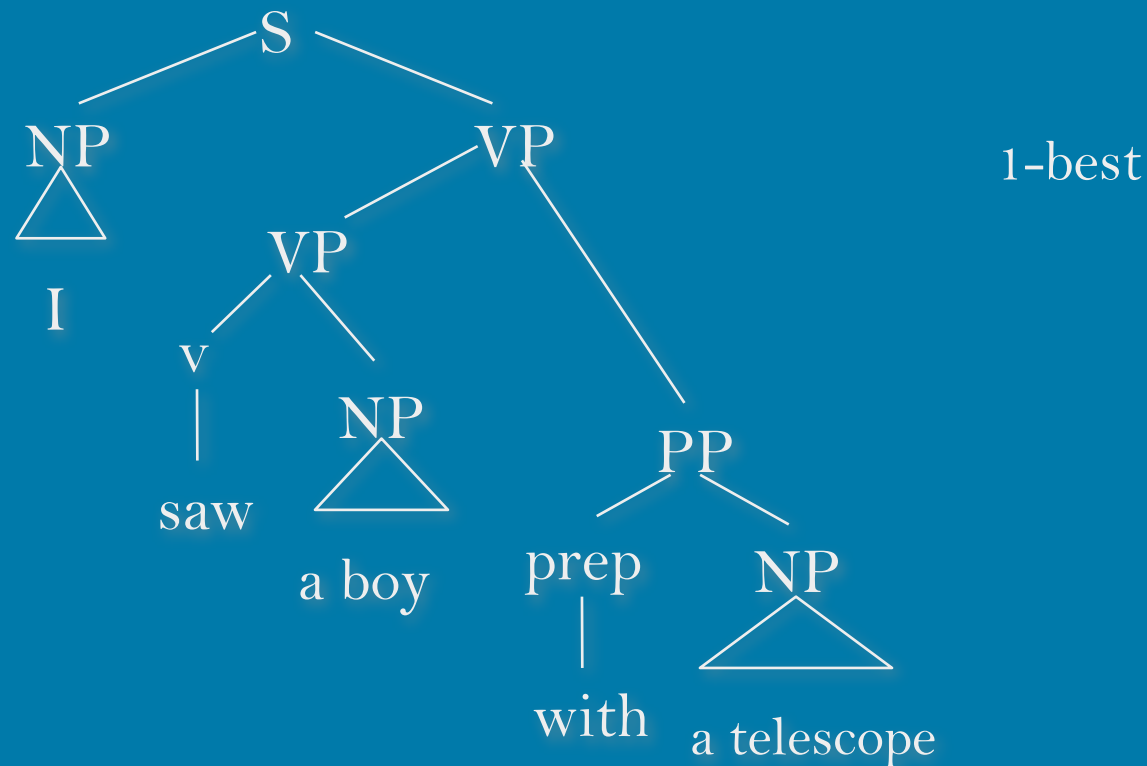 S
NP VP
1-best
VP
I
v
NP
PP
saw
prep NP
a boy
with a telescope